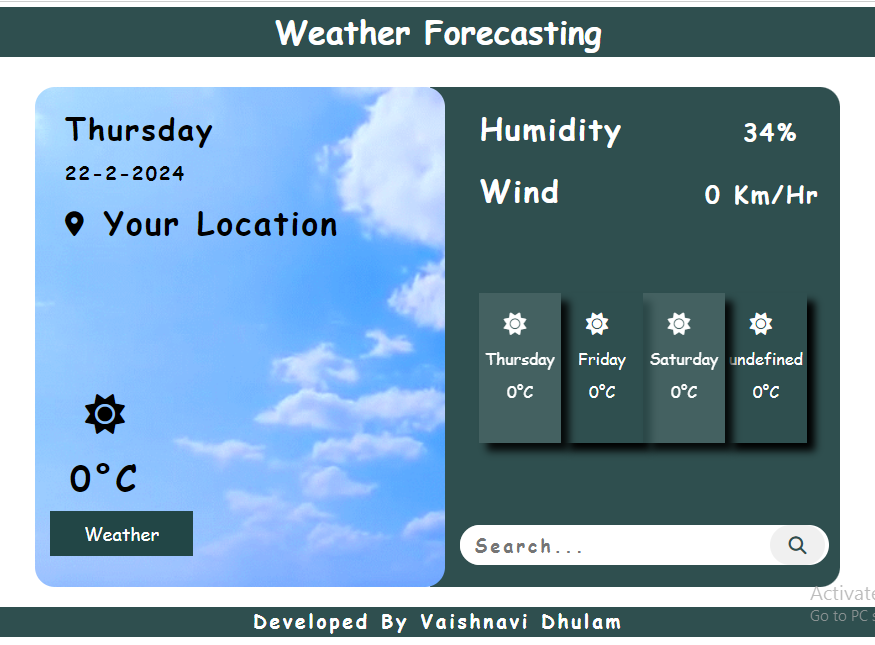 Weather Forecasting
Thursday
22-2-2024
Your Location
0°C
Weather
Humidity 34%
Wind 0 Km/Hr
Thursday Friday Saturday undefined
0°C 0°C 0°C 0°C
Search...
Activate
Go to PC s
Developed By Vaishnavi Dhulam